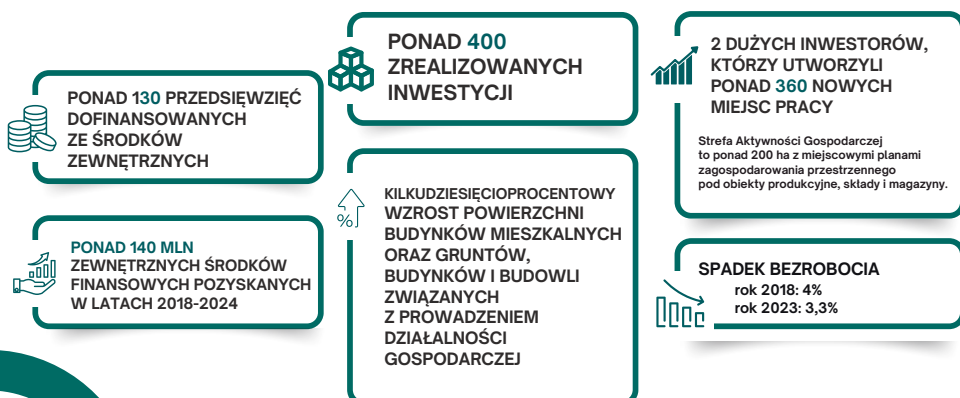 PONAD 130 PRZEDSIĘWZIĘĆ
DOFINANSOWANYCH
ZE ŚRODKÓW
ZEWNĘTRZNYCH
PONAD 140 MLN
ZEWNĘTRZNYCH ŚRODKÓW
FINANSOWYCH POZYSKANYCH
W LATACH 2018-2024
PONAD 400
ZREALIZOWANYCH
INWESTYCJI
%
KILKUDZIESIĘCIOPROCENTOWY
WZROST POWIERZCHNI
BUDYNKÓW MIESZKALNYCH
ORAZ GRUNTÓW,
BUDYNKÓW I BUDOWLI
ZWIĄZANYCH
Z PROWADZENIEM
DZIAŁALNOŚCI
GOSPODARCZEJ
2 DUŻYCH INWESTORÓW,
KTÓRZY UTWORZYLI
PONAD 360 NOWYCH
MIEJSC PRACY
Strefa Aktywności Gospodarczej
to ponad 200 ha z miejscowymi planami
zagospodarowania przestrzennego
pod obiekty produkcyjne, składy i magazyny.
SPADEK BEZROBOCIA
rok 2018: 4%
rok 2023: 3,3%